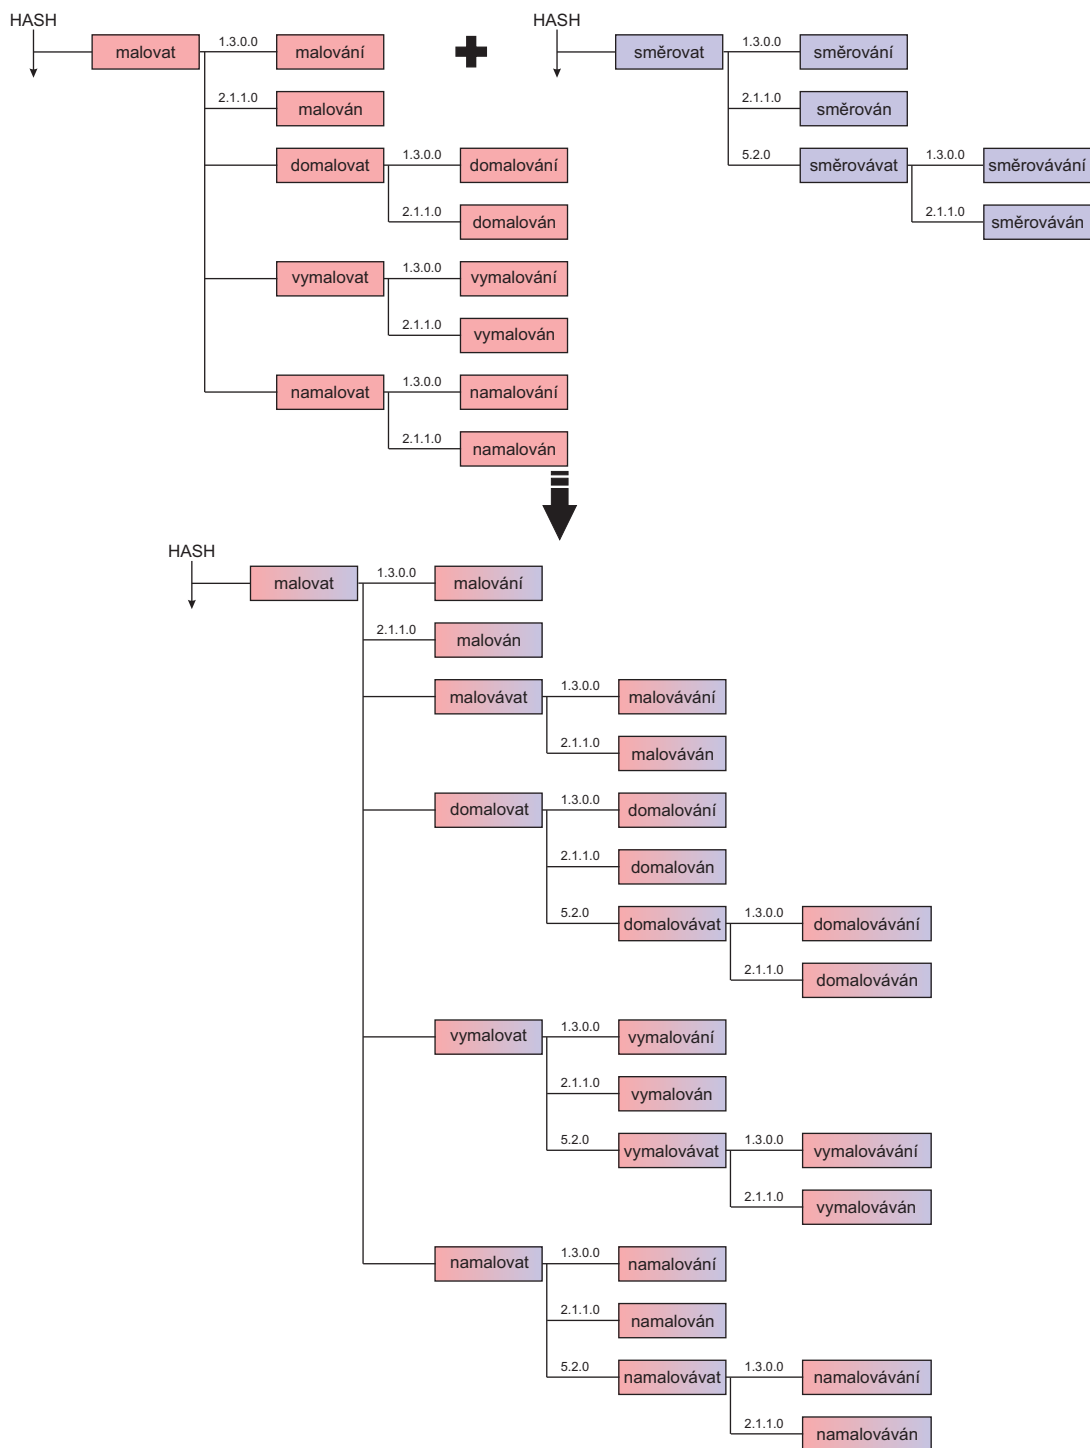 HASH HASH
malovat 1.3.0.0 malování směrovat 1.3.0.0 směrování
2.1.1.0 malován 2.1.1.0 směrován
domalovat 1.3.0.0 domalování 5.2.0 směrovávat 1.3.0.0 směrovávání
2.1.1.0 domalován 2.1.1.0 směrováván
vymalovat 1.3.0.0 vymalování
2.1.1.0 vymalován
namalovat 1.3.0.0 namalování
2.1.1.0 namalován
HASH
malovat 1.3.0.0 malování
2.1.1.0 malován
malovávat 1.3.0.0 malovávání
2.1.1.0 malováván
domalovat 1.3.0.0 domalování
2.1.1.0 domalován
5.2.0 domalovávat 1.3.0.0 domalovávání
2.1.1.0 domalováván
vymalovat 1.3.0.0 vymalování
2.1.1.0 vymalován
5.2.0 vymalovávat 1.3.0.0 vymalovávání
2.1.1.0 vymalováván
namalovat 1.3.0.0 namalování
2.1.1.0 namalován
5.2.0 namalovávat 1.3.0.0 namalovávání
2.1.1.0 namalováván